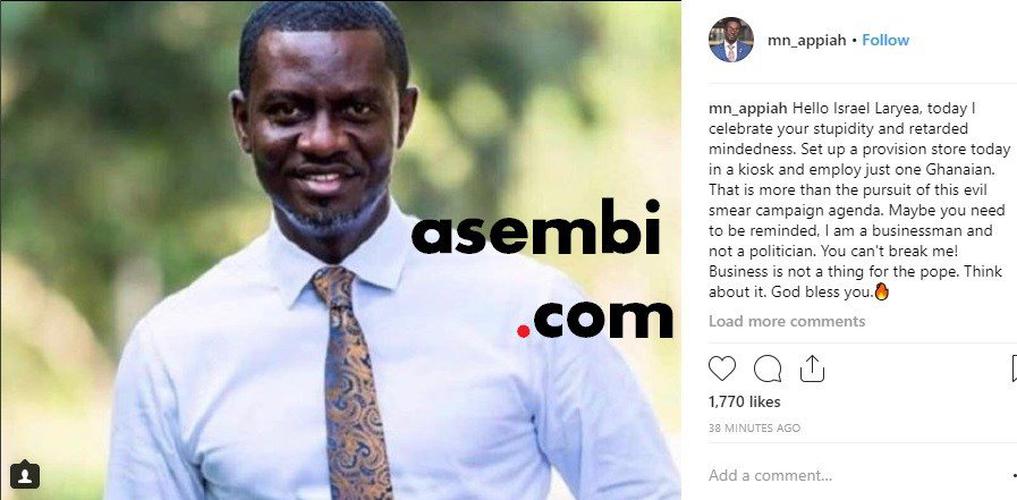 asembi
.com
mn_appiah • Follow
mn_appiah Hello Israel Laryea, today I
celebrate your stupidity and retarded
mindedness. Set up a provision store today
in a kiosk and employ just one Ghanaian.
That is more than the pursuit of this evil
smear campaign agenda. Maybe you need
to be reminded, I am a businessman and
not a politician. You can't break me!
Business is not a thing for the pope. Think
about it. God bless you.🔥
Load more comments
1,770 likes
38 MINUTES AGO
Add a comment...